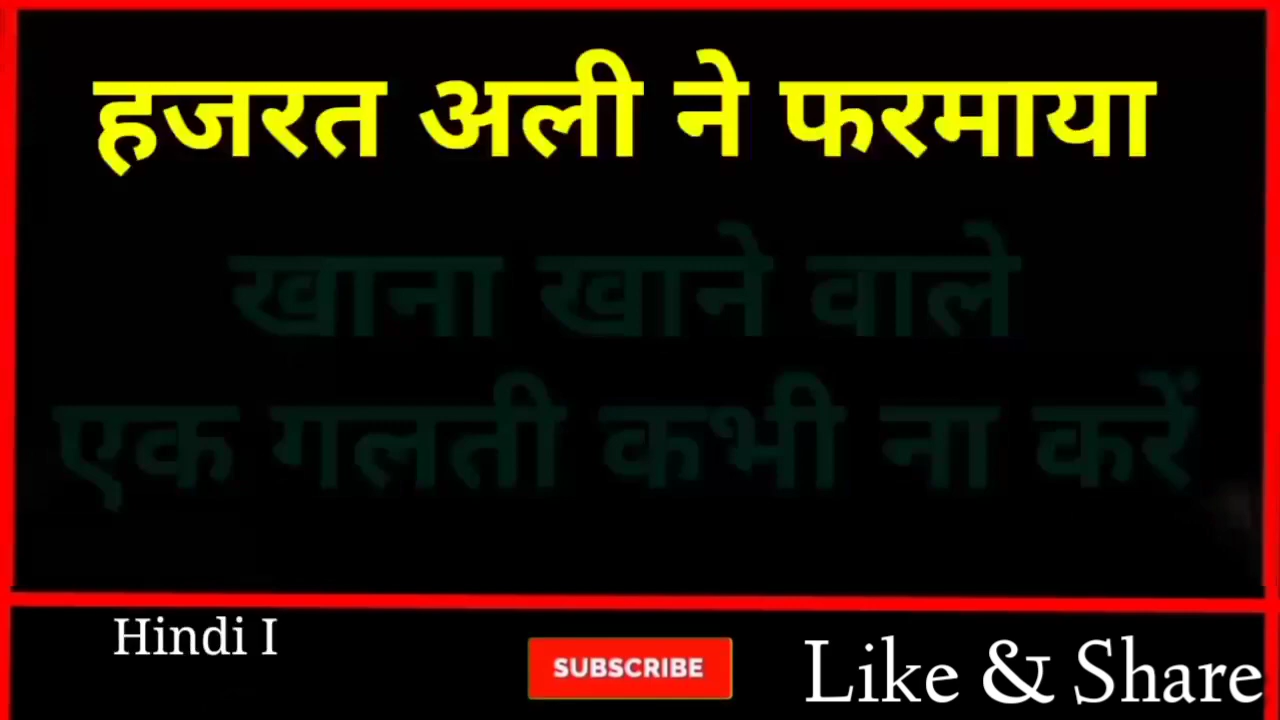 हजरत अली ने फरमाया
खाना खाने वाले
एक गलती कभी ना करें
Hindi I
SUBSCRIBE
Like & Share